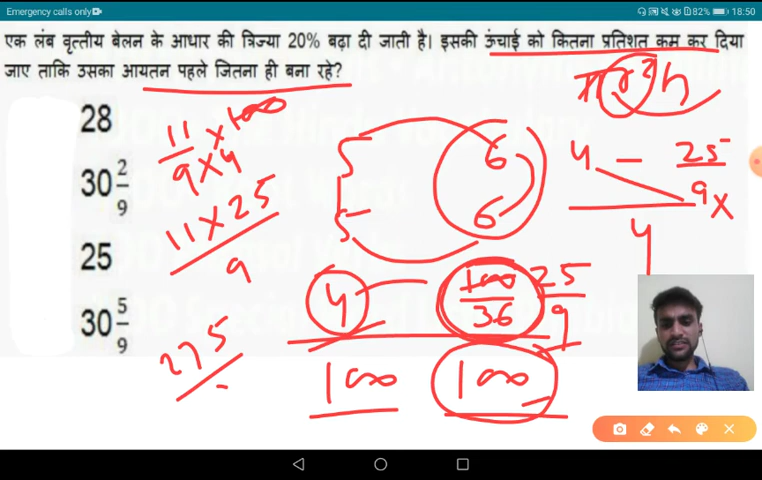 Emergency calls only 82% 18:50
एक लंब वृत्तीय बेलन के आधार की त्रिज्या 20% बढ़ा दी जाती है। इसकी ऊंचाई को कितना प्रतिशत कम कर दिया
जाए ताकि उसका आयतन पहले जितना ही बना रहे?
πr²h
28
11/9×4 × 100
5 6
4 — 25/9×
4
30 2/9
11×25/9
5 6
25
4 100/36 25/9
30 5/9
275
100 100